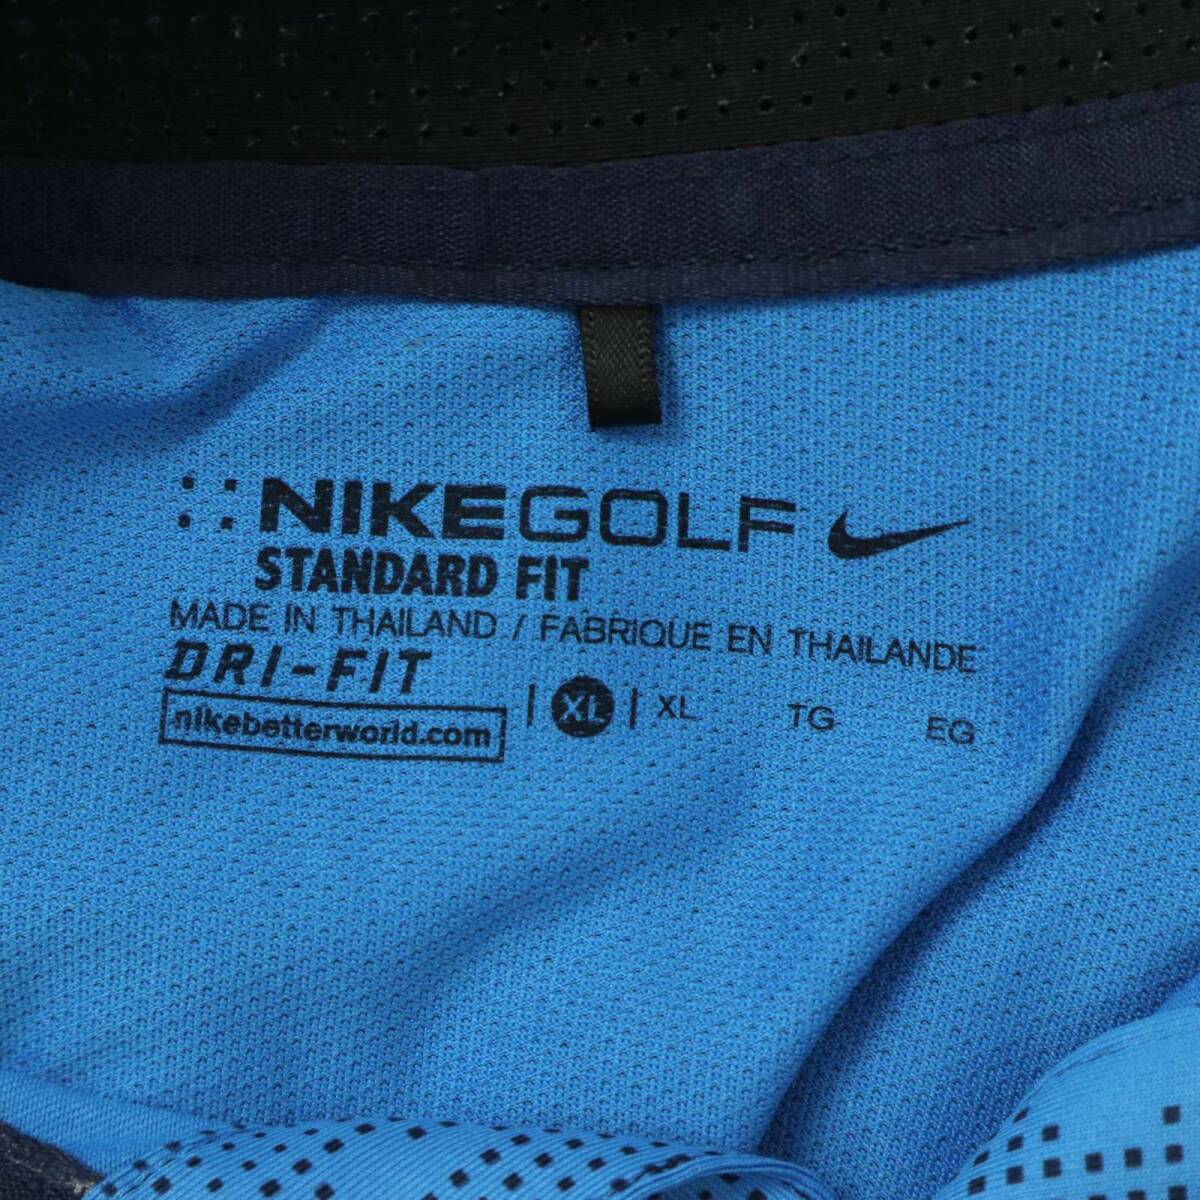 NIKEGOLF
STANDARD FIT
MADE IN THAILAND / FABRIQUE EN THAILANDE
DRI-FIT
nikebetterworld.com | XL | XL TG EG